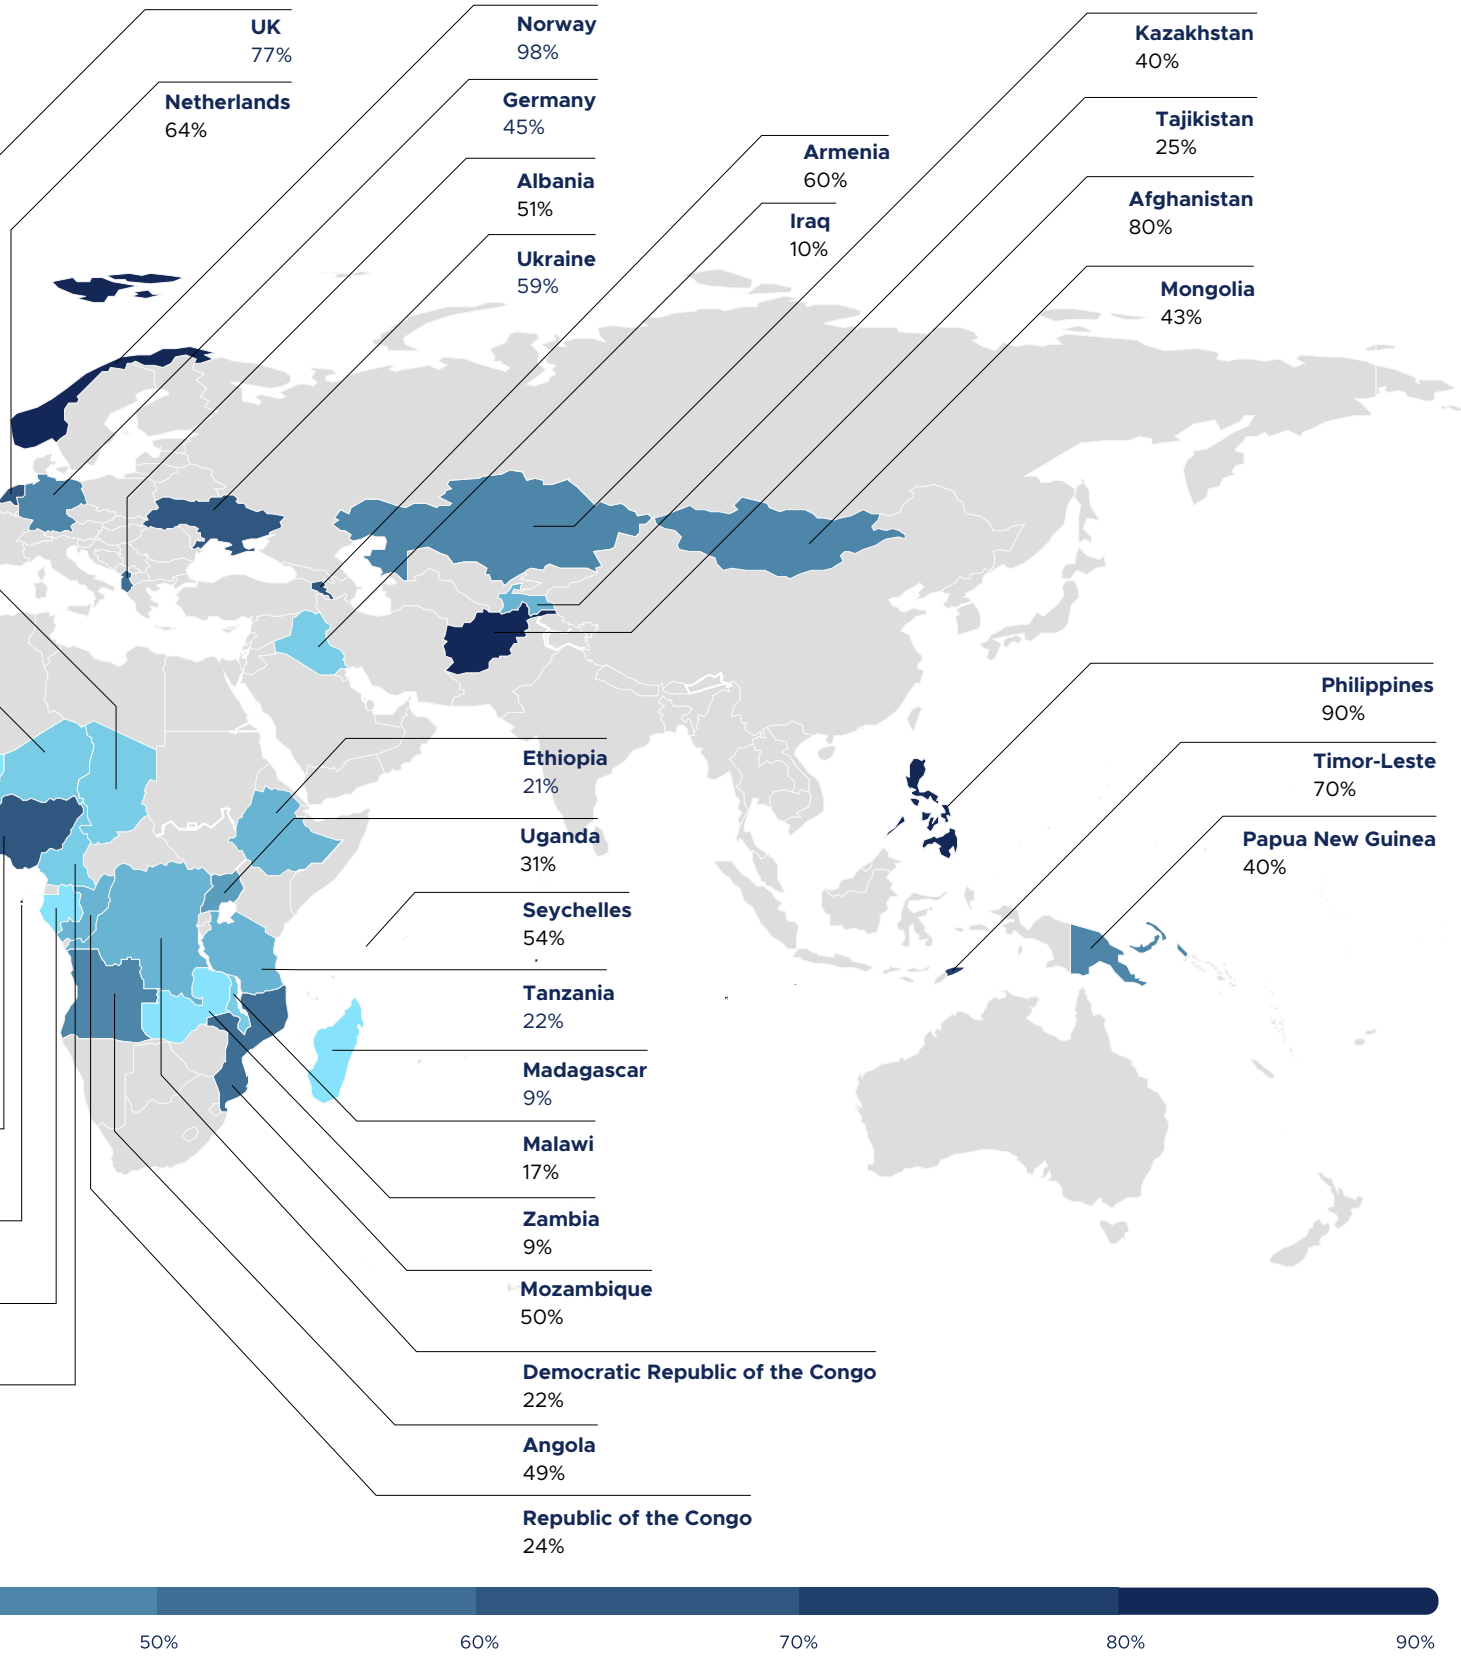 UK
77%
Netherlands
64%
Norway
98%
Germany
45%
Albania
51%
Ukraine
59%
Armenia
60%
Iraq
10%
Kazakhstan
40%
Tajikistan
25%
Afghanistan
80%
Mongolia
43%
Philippines
90%
Timor-Leste
70%
Papua New Guinea
40%
Ethiopia
21%
Uganda
31%
Seychelles
54%
Tanzania
22%
Madagascar
9%
Malawi
17%
Zambia
9%
Mozambique
50%
Democratic Republic of the Congo
22%
Angola
49%
Republic of the Congo
24%
50%
60%
70%
80%
90%